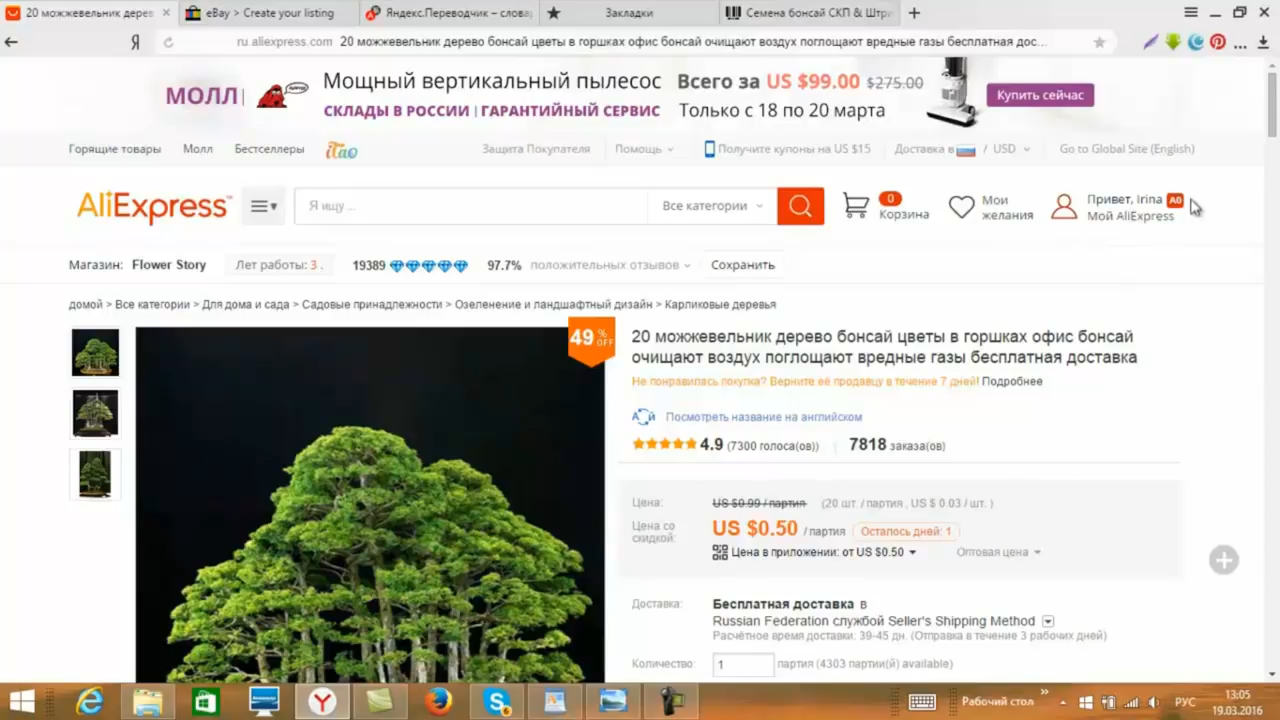 20 можжевельник дерев
eBay > Create your listing
Яндекс.Переводчик – слова
Закладки
Семена бонсай СКП & Штри
Я
ru.aliexpress.com 20 можжевельник дерево бонсай цветы в горшках офис бонсай очищают воздух поглощают вредные газы бесплатная дос...
МОЛЛ
Мощный вертикальный пылесос
СКЛАДЫ В РОССИИ | ГАРАНТИЙНЫЙ СЕРВИС
Всего за US $99.00 $275.00
Только с 18 по 20 марта
Купить сейчас
Горящие товары Молл Бестселлеры iTao Защита Покупателя Помощь Получите купоны на US $15 Доставка в / USD Go to Global Site (English)
AliExpress™
Я ищу ...
Все категории
0
Корзина
Мои
желания
Привет, Irina A0
Мой AliExpress
Магазин: Flower Story Лет работы: 3 . 19389 97.7% положительных отзывов Сохранить
домой > Все категории > Для дома и сада > Садовые принадлежности > Озеленение и ландшафтный дизайн > Карликовые деревья
49 % OFF
20 можжевельник дерево бонсай цветы в горшках офис бонсай
очищают воздух поглощают вредные газы бесплатная доставка
Не понравилась покупка? Верните её продавцу в течение 7 дней! Подробнее
Посмотреть название на английском
4.9 (7300 голоса(ов)) 7818 заказа(ов)
Цена: US $0.99 / партия (20 шт. / партия , US $ 0.03 / шт. )
Цена со
скидкой:
US $0.50 / партия Осталось дней: 1
Цена в приложении: от US $0.50 Оптовая цена
Доставка: Бесплатная доставка в
Russian Federation службой Seller's Shipping Method
Расчётное время доставки: 39-45 дн. (Отправка в течение 3 рабочих дней)
Количество: 1 партия (4303 партии(й) available)
Рабочий стол
РУС
13:05
19.03.2016